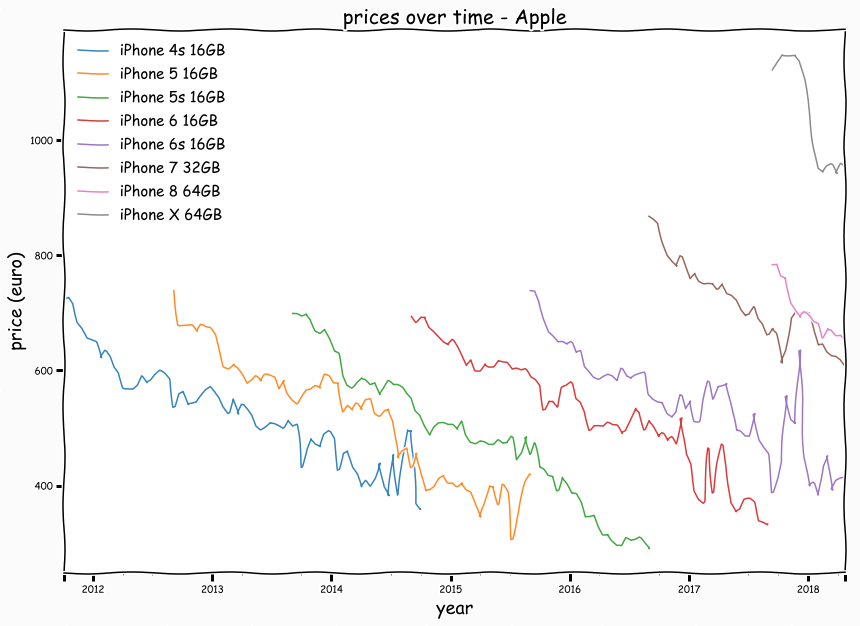 prices over time - Apple
iPhone 4s 16GB
iPhone 5 16GB
iPhone 5s 16GB
iPhone 6 16GB
iPhone 6s 16GB
iPhone 7 32GB
iPhone 8 64GB
iPhone X 64GB
1000
800
600
400
price (euro)
2012 2013 2014 2015 2016 2017 2018
year